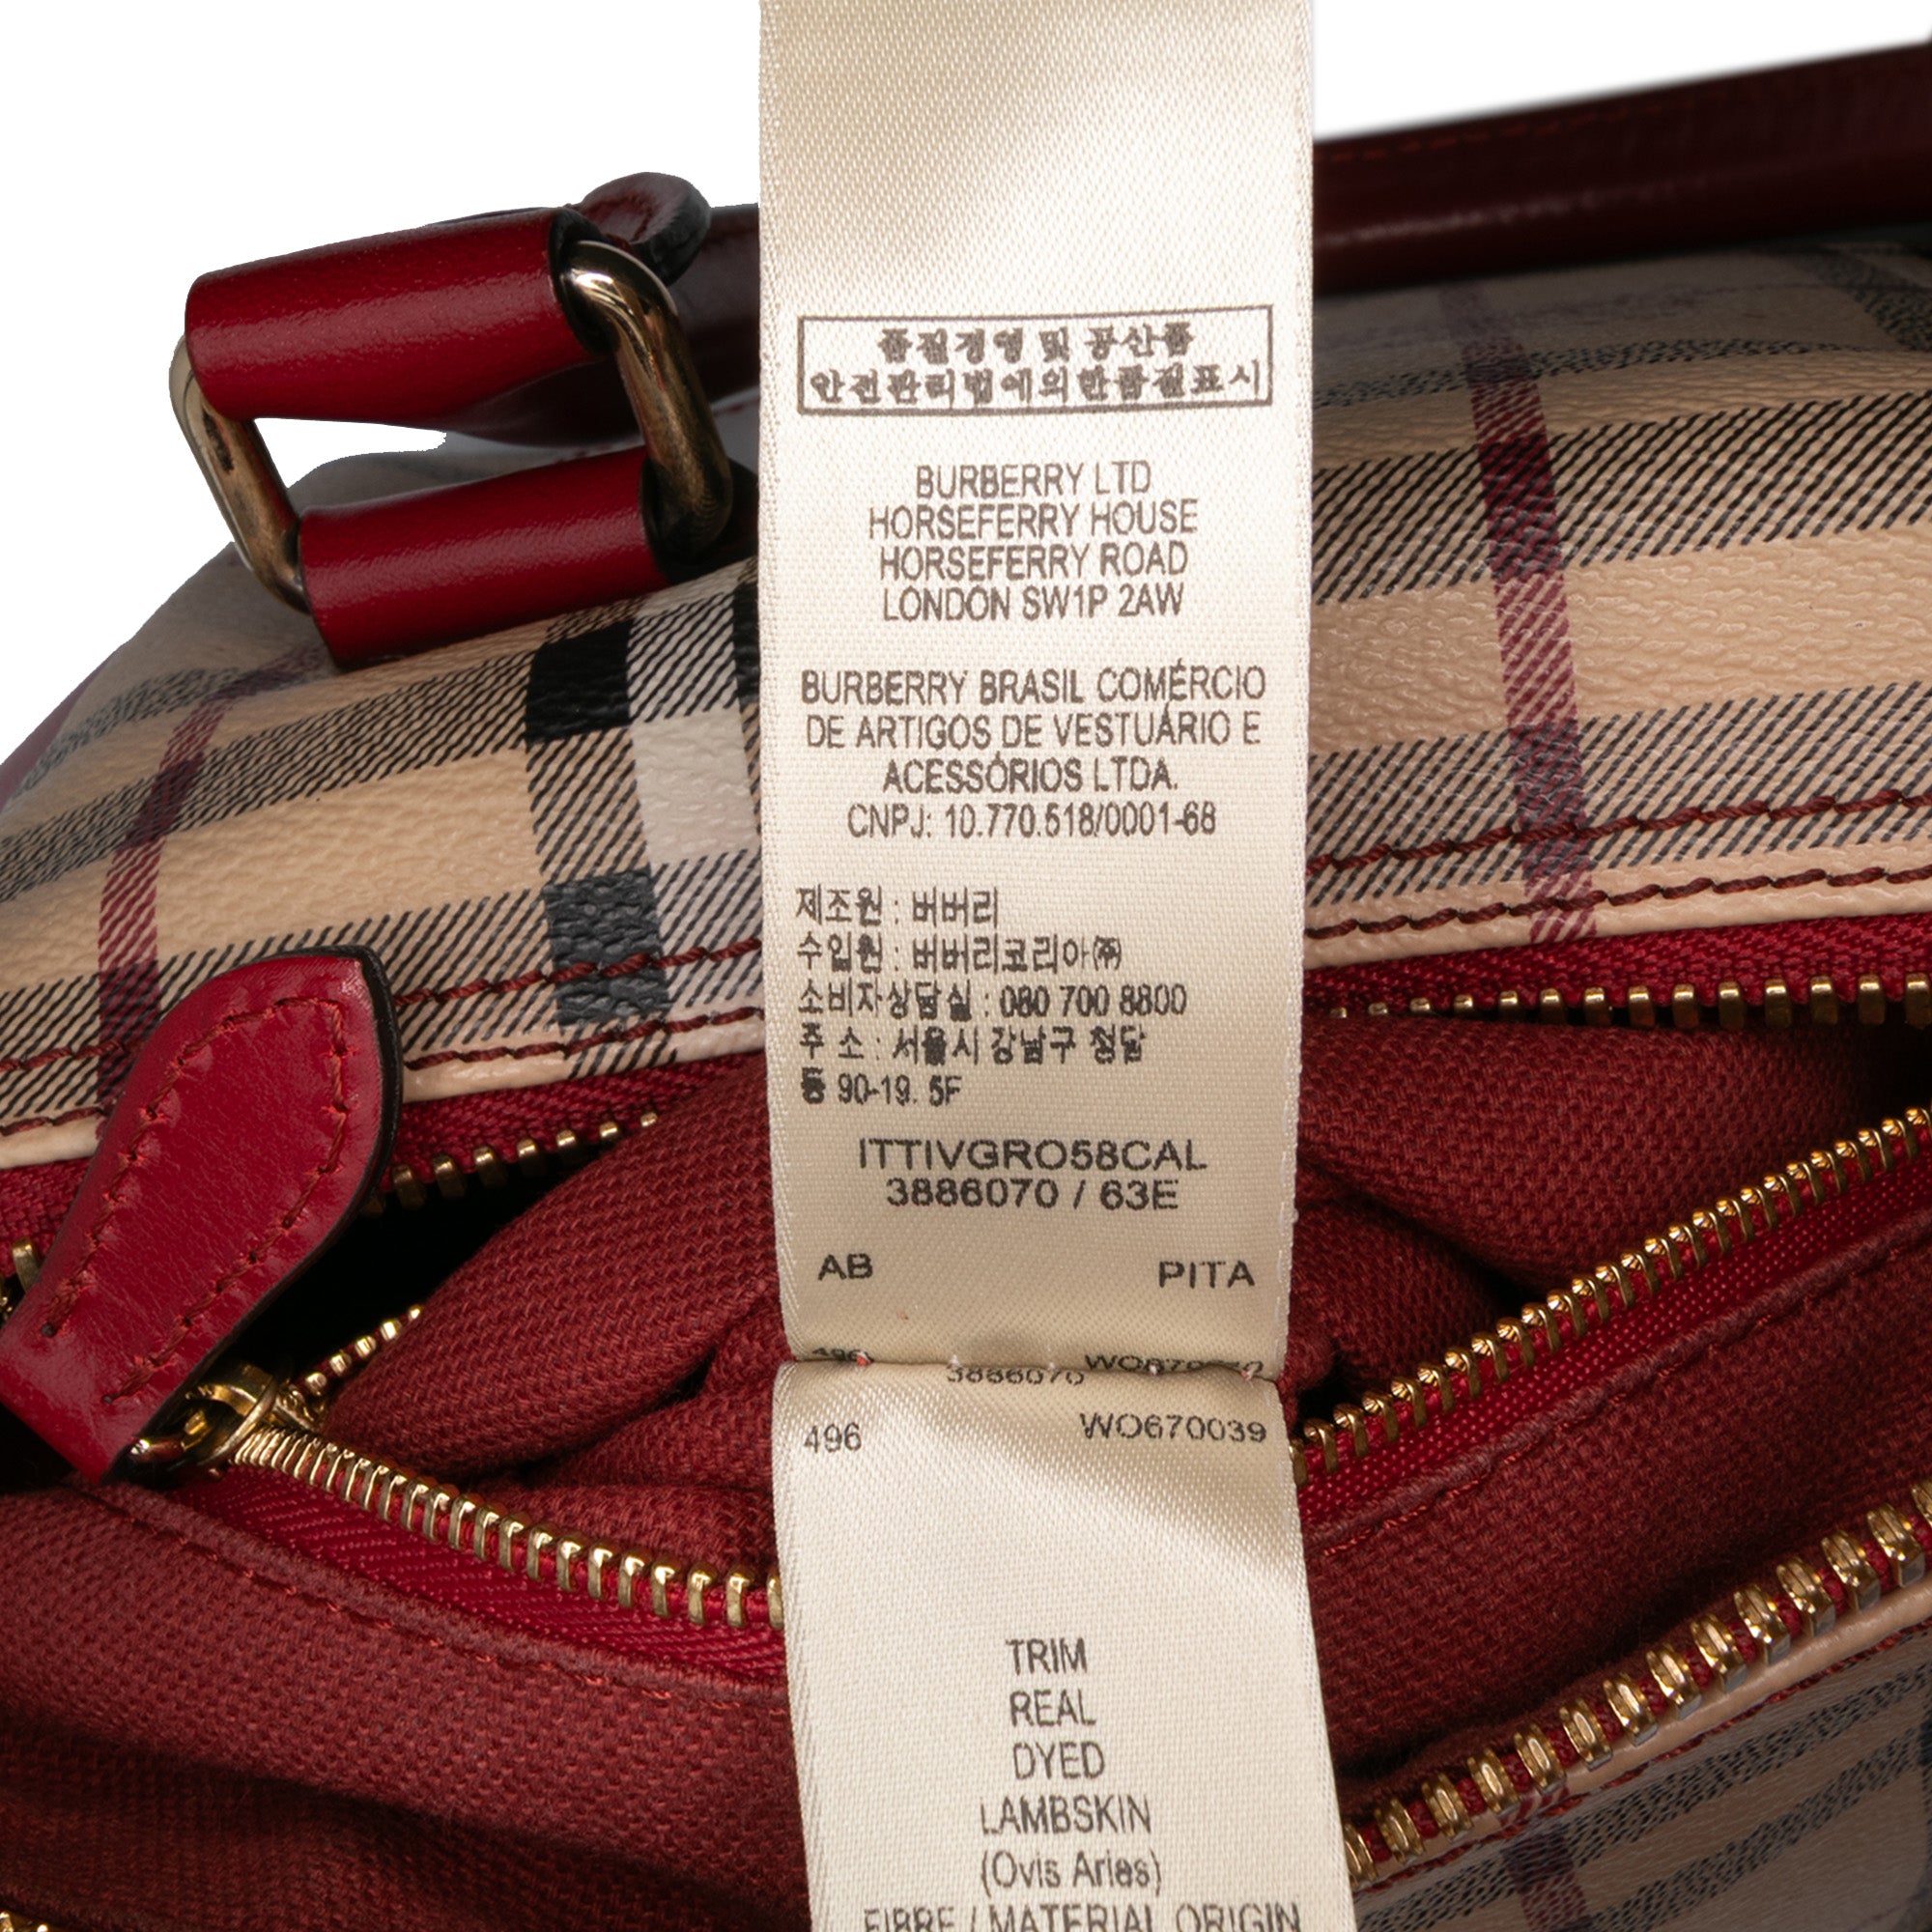 품질경영 및 공산품
안전관리법에의한품질표시
BURBERRY LTD
HORSEFERRY HOUSE
HORSEFERRY ROAD
LONDON SW1P 2AW
BURBERRY BRASIL COMÉRCIO
DE ARTIGOS DE VESTUÁRIO E
ACESSÓRIOS LTDA.
CNPJ: 10.770.518/0001-68
제조원 : 버버리
수입원 : 버버리코리아㈜
소비자상담실 : 080 700 8800
주 소 : 서울시 강남구 청담
동 90-19. 5F
ITTIVGRO58CAL
3886070 / 63E
AB PITA
496
3886070
496 WO670039
TRIM
REAL
DYED
LAMBSKIN
(Ovis Aries)
FIBRE / MATERIAL ORIGIN